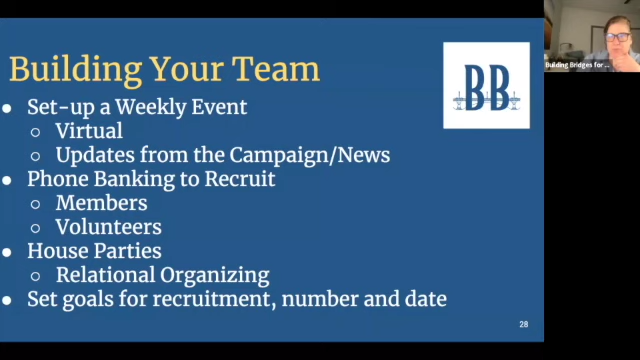 Building Your Team
BB
● Set-up a Weekly Event
○ Virtual
○ Updates from the Campaign/News
● Phone Banking to Recruit
○ Members
○ Volunteers
● House Parties
○ Relational Organizing
● Set goals for recruitment, number and date
28
Building Bridges for ...